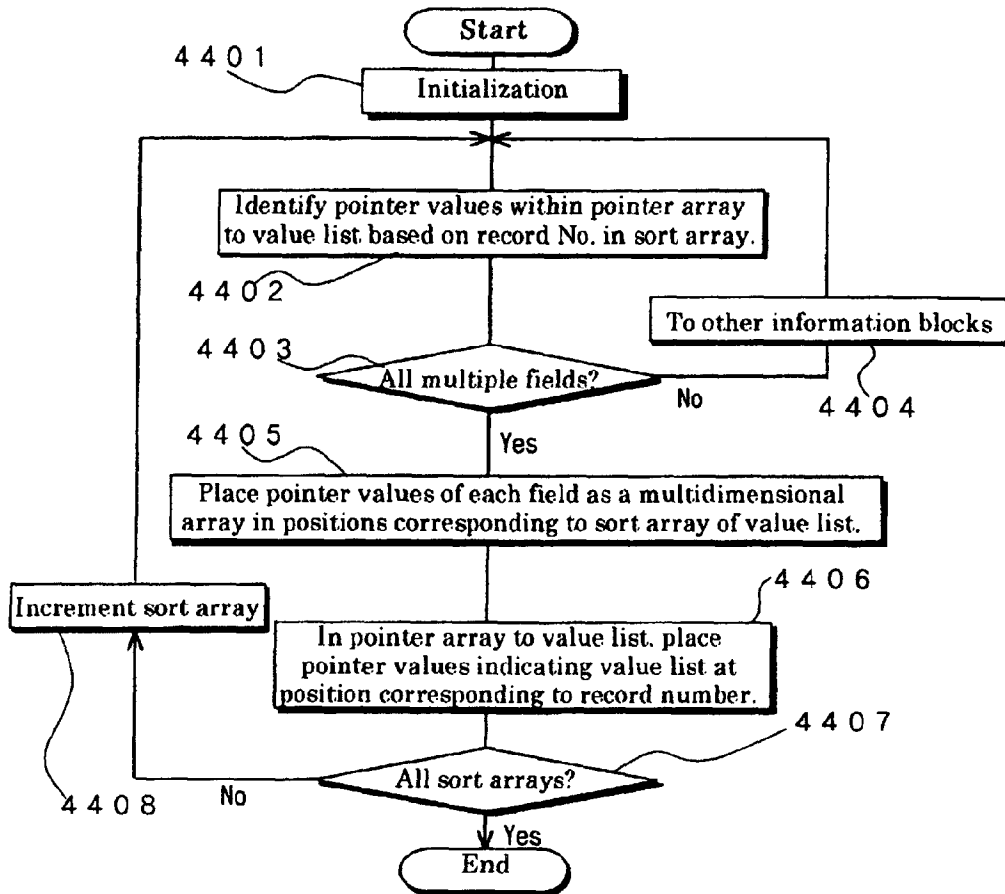 Start
4401
Initialization
Identify pointer values within pointer array
to value list based on record No. in sort array.
4402
To other information blocks
4403
All multiple fields?
No
4404
Yes
4405
Place pointer values of each field as a multidimensional
array in positions corresponding to sort array of value list.
4406
Increment sort array
In pointer array to value list. place
pointer values indicating value list at
position corresponding to record number.
4407
All sort arrays?
No
4408
Yes
End